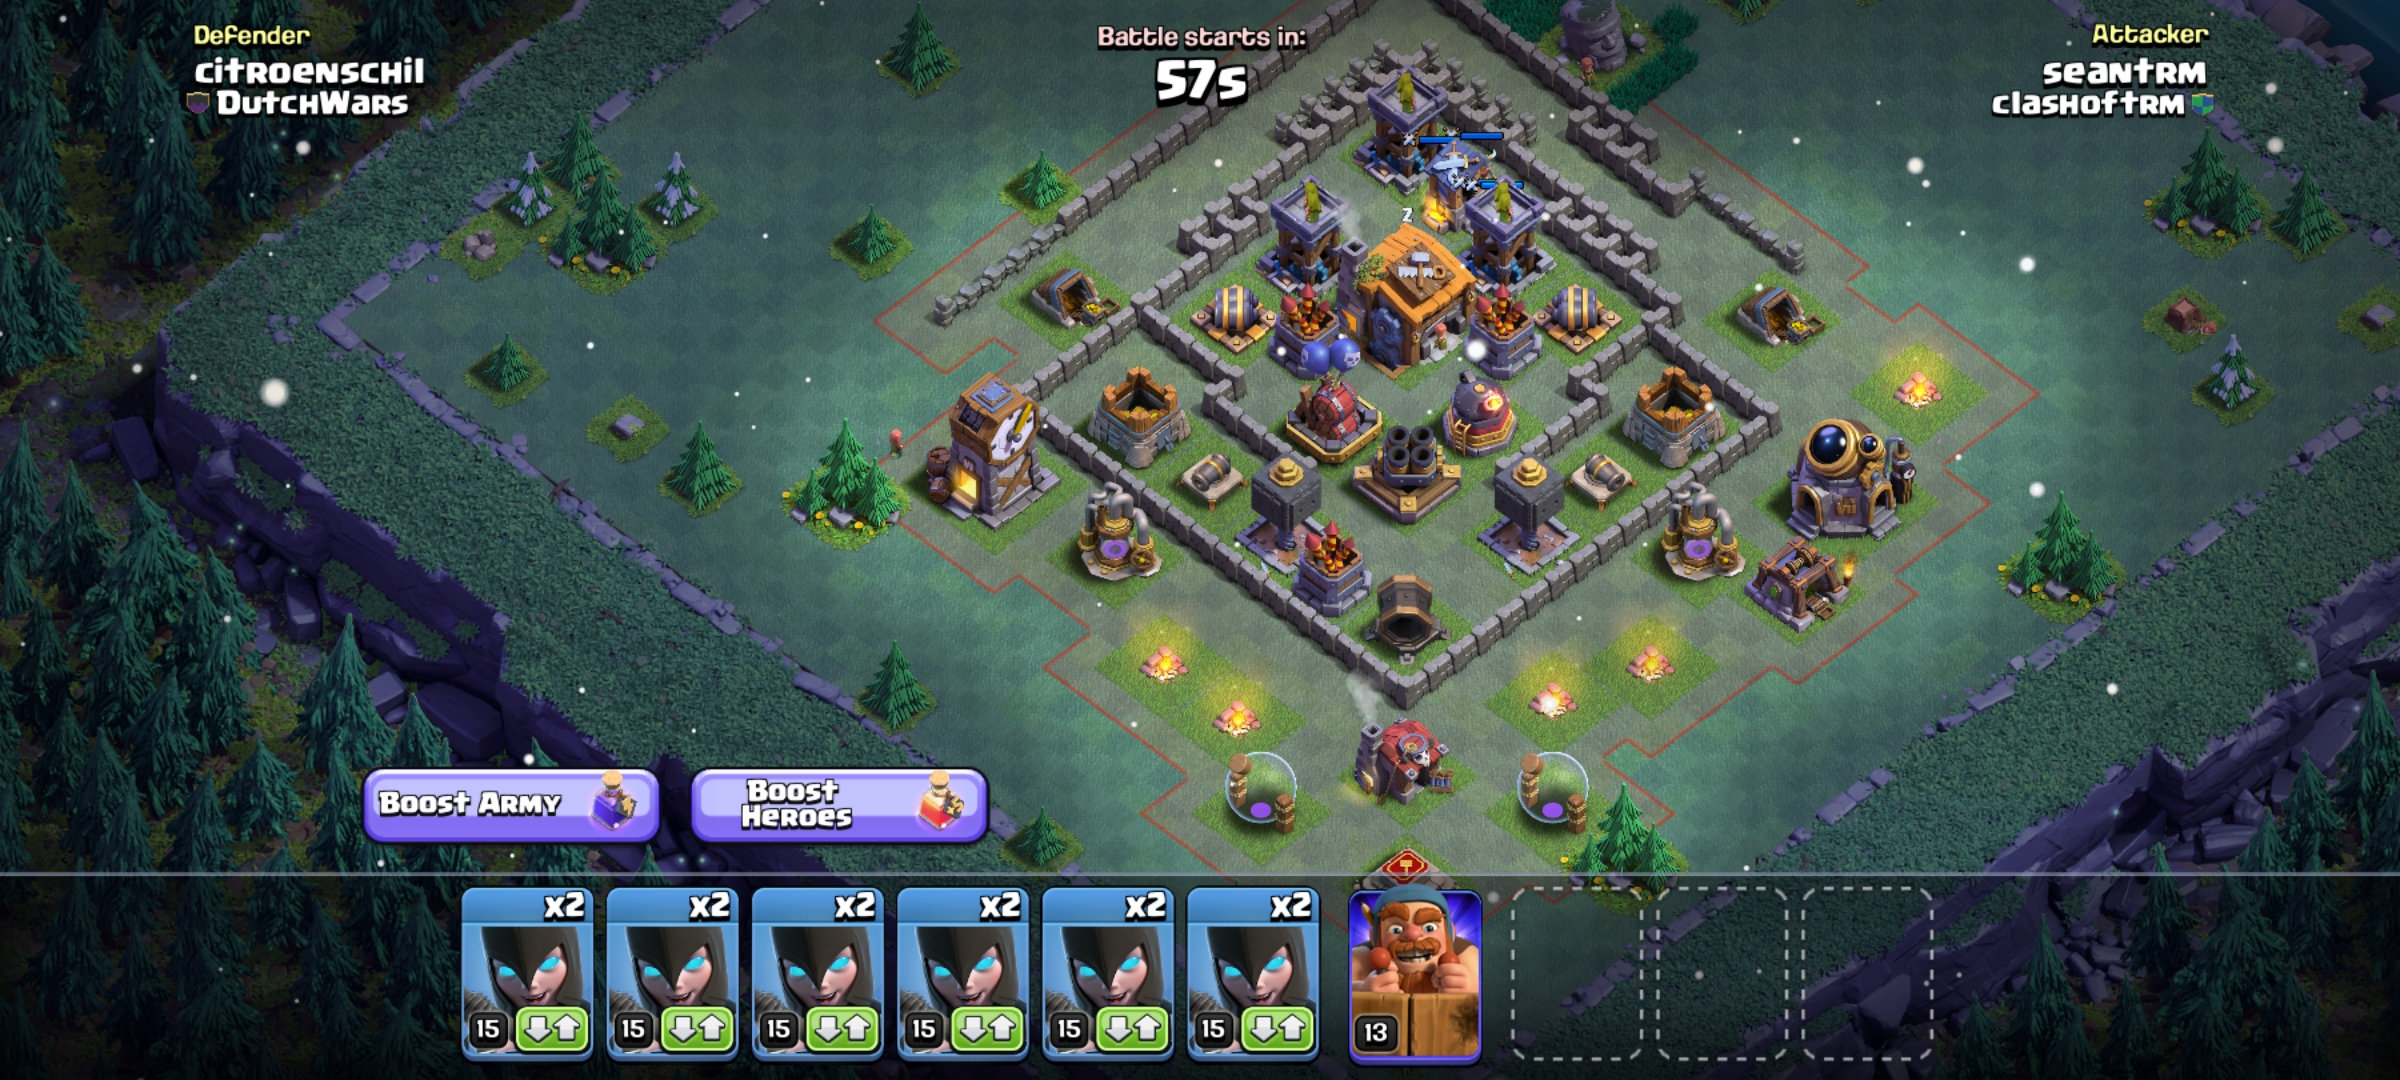 Defender
citroenschil
DutchWars
Battle starts in:
57s
Attacker
seantrm
clashoftrm
z
Boost Army
Boost
Heroes
x2
x2
x2
x2
x2
x2
15
15
15
15
15
15
13